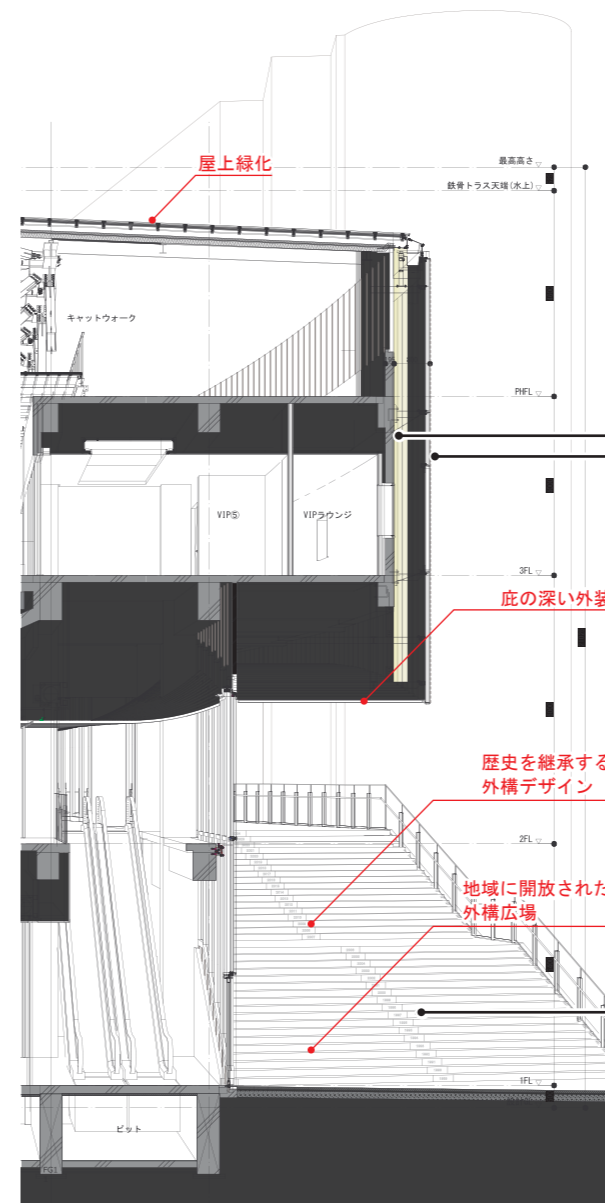 最高高さ
屋上緑化
鉄骨トラス天端(水上)
キャットウォーク
PHFL
VIP⑤
VIPラウンジ
3FL
庇の深い外装
歴史を継承する
外構デザイン
2FL
地域に開放された
外構広場
1FL
ピット
FG1